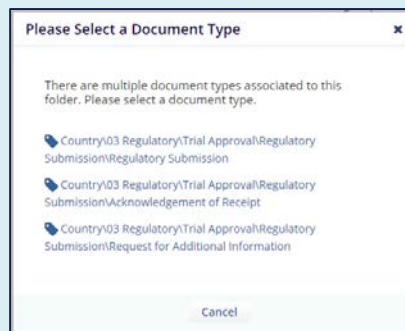 Please Select a Document Type
There are multiple document types associated to this
folder. Please select a document type.
Country\03 Regulatory\Trial Approval\Regulatory
Submission\Regulatory Submission
Country\03 Regulatory\Trial Approval\Regulatory
Submission\Acknowledgement of Receipt
Country\03 Regulatory\Trial Approval\Regulatory
Submission\Request for Additional Information
Cancel